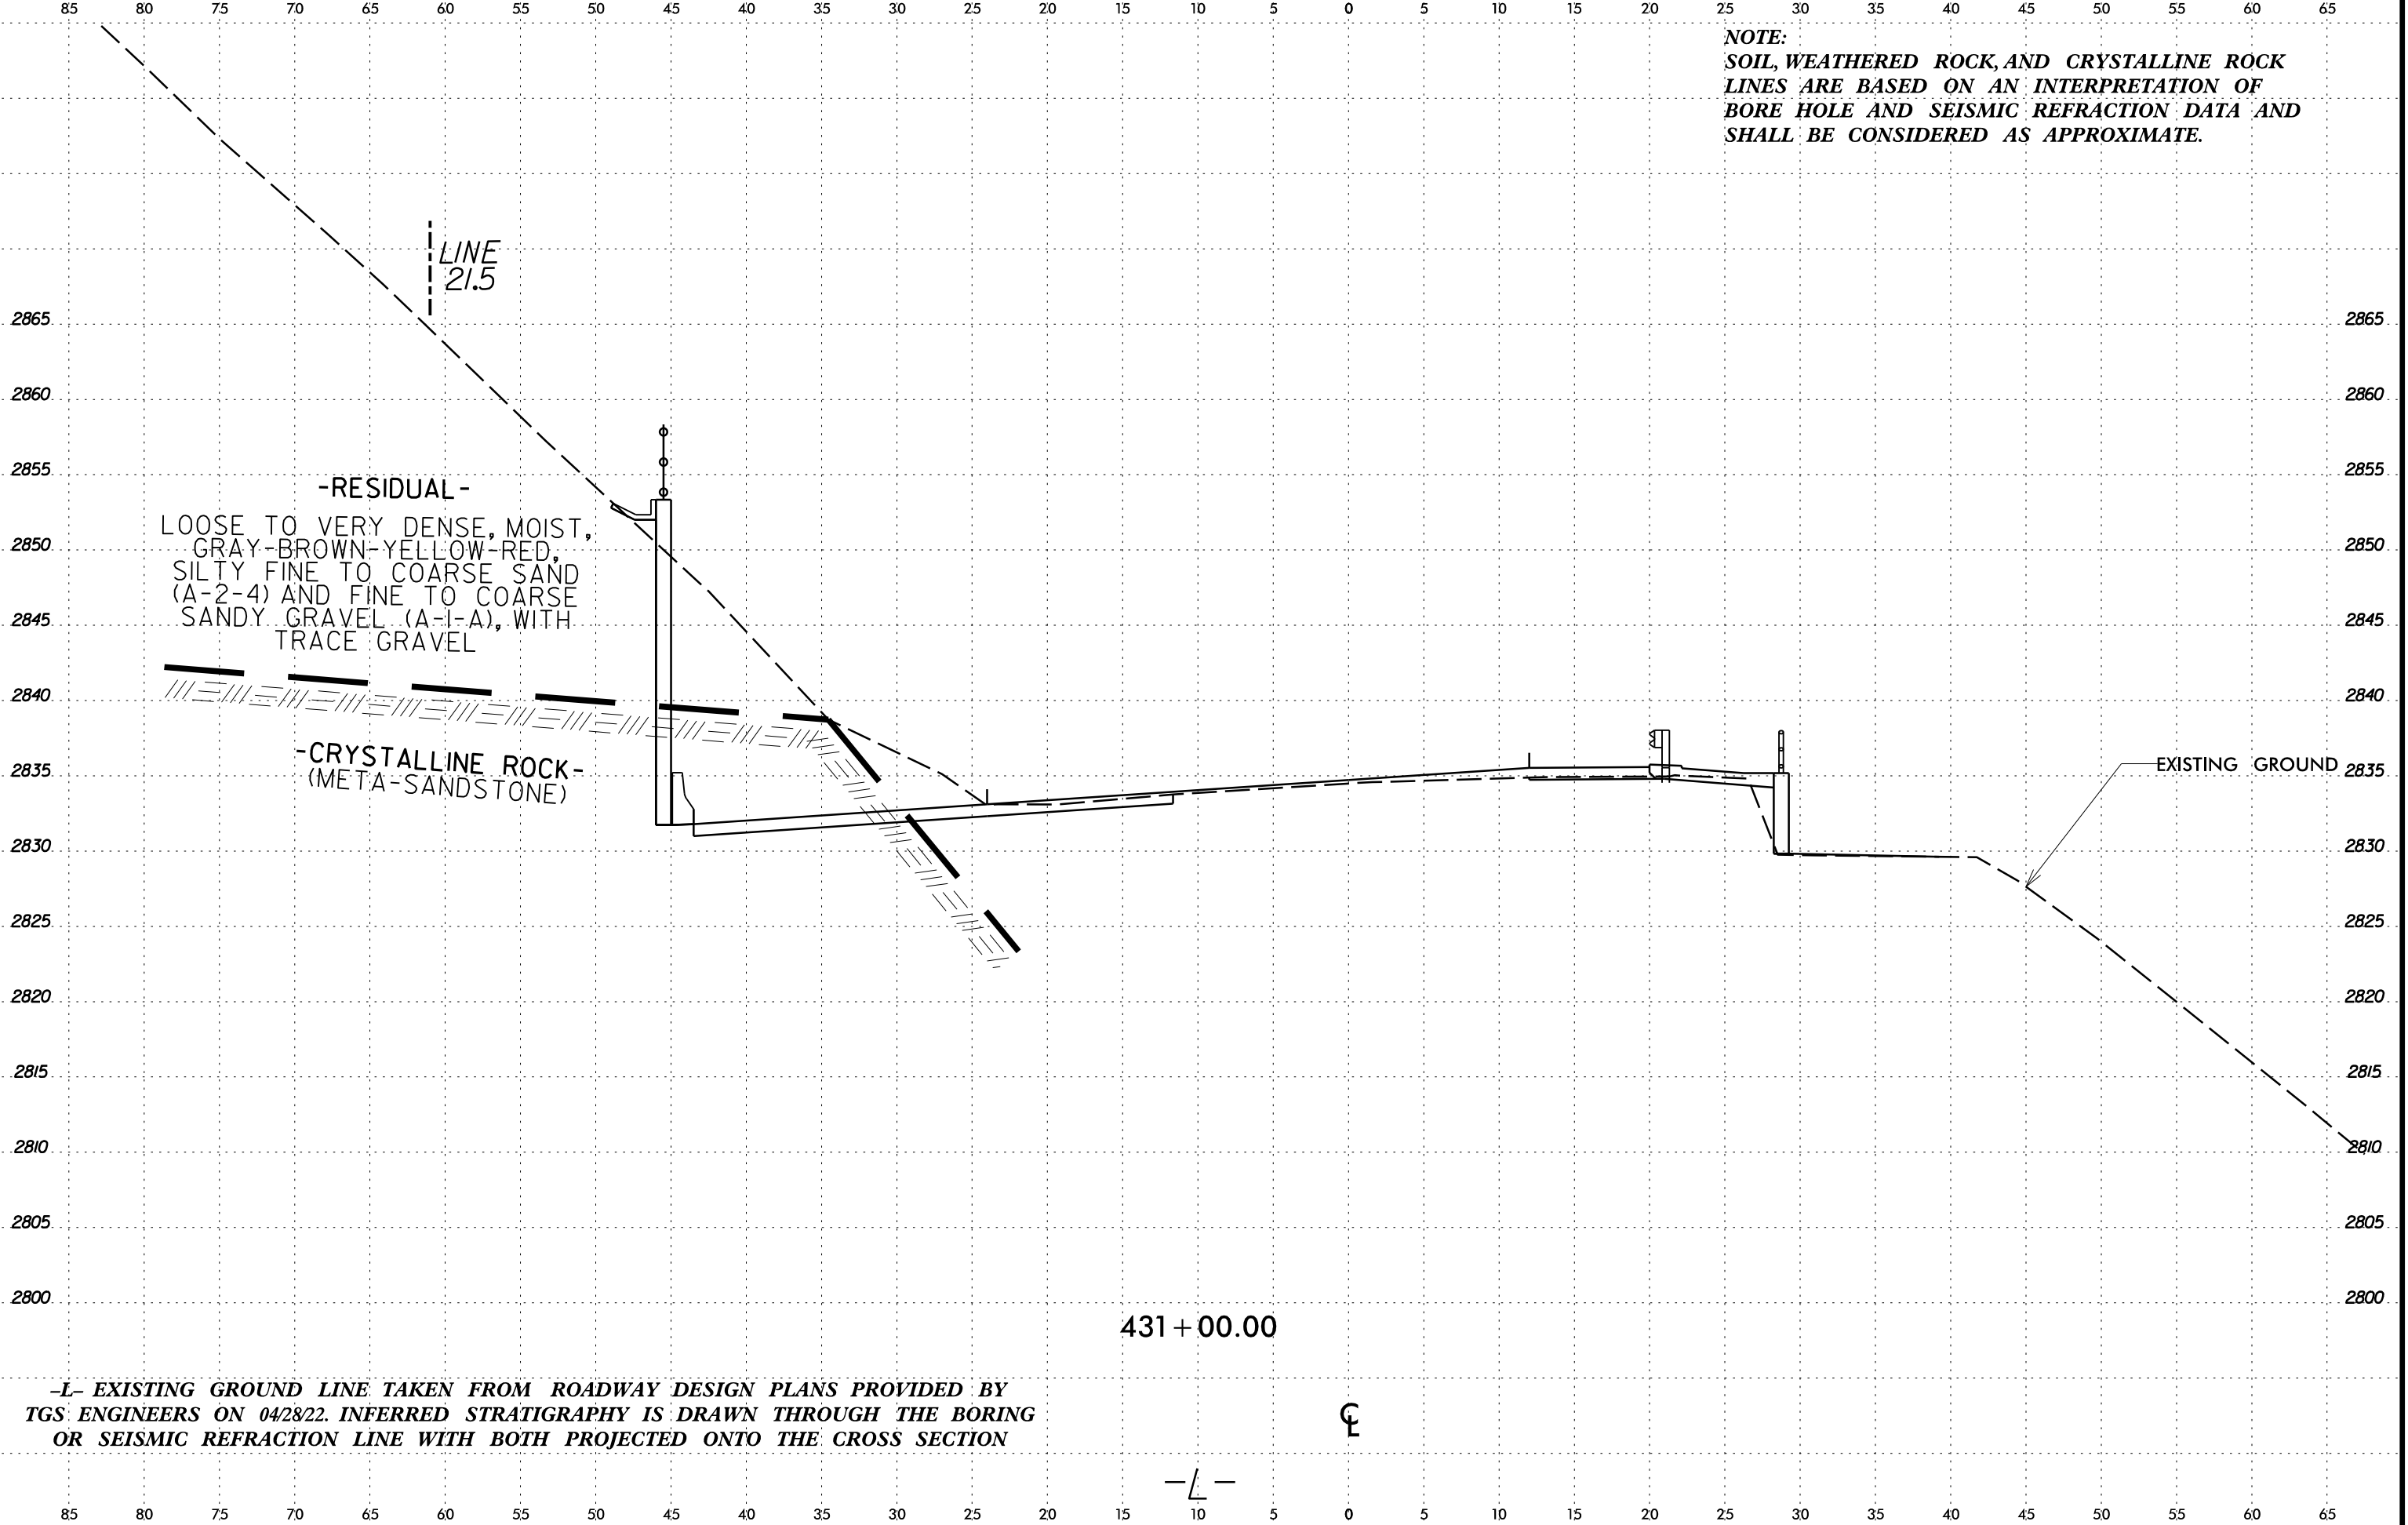 85 80 75 70 65 60 55 50 45 40 35 30 25 20 15 10 5 0 5 10 15 20 25 30 35 40 45 50 55 60 65
NOTE:
SOIL, WEATHERED ROCK, AND CRYSTALLINE ROCK
LINES ARE BASED ON AN INTERPRETATION OF
BORE HOLE AND SEISMIC REFRACTION DATA AND
SHALL BE CONSIDERED AS APPROXIMATE.
LINE
21.5
2865 2865
2860 2860
2855 2855
-RESIDUAL-
LOOSE TO VERY DENSE, MOIST,
GRAY-BROWN-YELLOW-RED,
2850 2850
SILTY FINE TO COARSE SAND
(A-2-4) AND FINE TO COARSE
SANDY GRAVEL (A-1-A), WITH
2845 2845
TRACE GRAVEL
2840 2840
-CRYSTALLINE ROCK-
(META-SANDSTONE)
EXISTING GROUND
2835 2835
2830 2830
2825 2825
2820 2820
2815 2815
2810 2810
2805 2805
2800 2800
431+00.00
-L- EXISTING GROUND LINE TAKEN FROM ROADWAY DESIGN PLANS PROVIDED BY
TGS ENGINEERS ON 04/28/22. INFERRED STRATIGRAPHY IS DRAWN THROUGH THE BORING
OR SEISMIC REFRACTION LINE WITH BOTH PROJECTED ONTO THE CROSS SECTION
℄
-L-
85 80 75 70 65 60 55 50 45 40 35 30 25 20 15 10 5 0 5 10 15 20 25 30 35 40 45 50 55 60 65